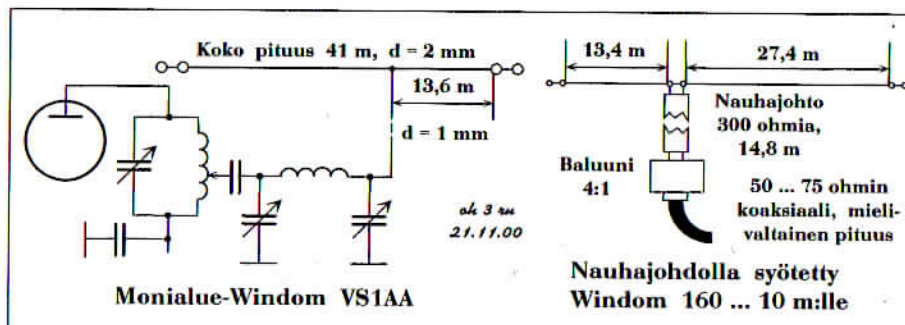 Koko pituus 41 m, d = 2 mm
13,6 m
d = 1 mm
oh 3 ru
21.11.00
Monialue-Windom VS1AA
13,4 m
27,4 m
Nauhajohto
300 ohmia,
14,8 m
Baluuni
4:1
50 ... 75 ohmin
koaksiaali, mieli-
valtainen pituus
Nauhajohdolla syötetty
Windom 160 ... 10 m:lle